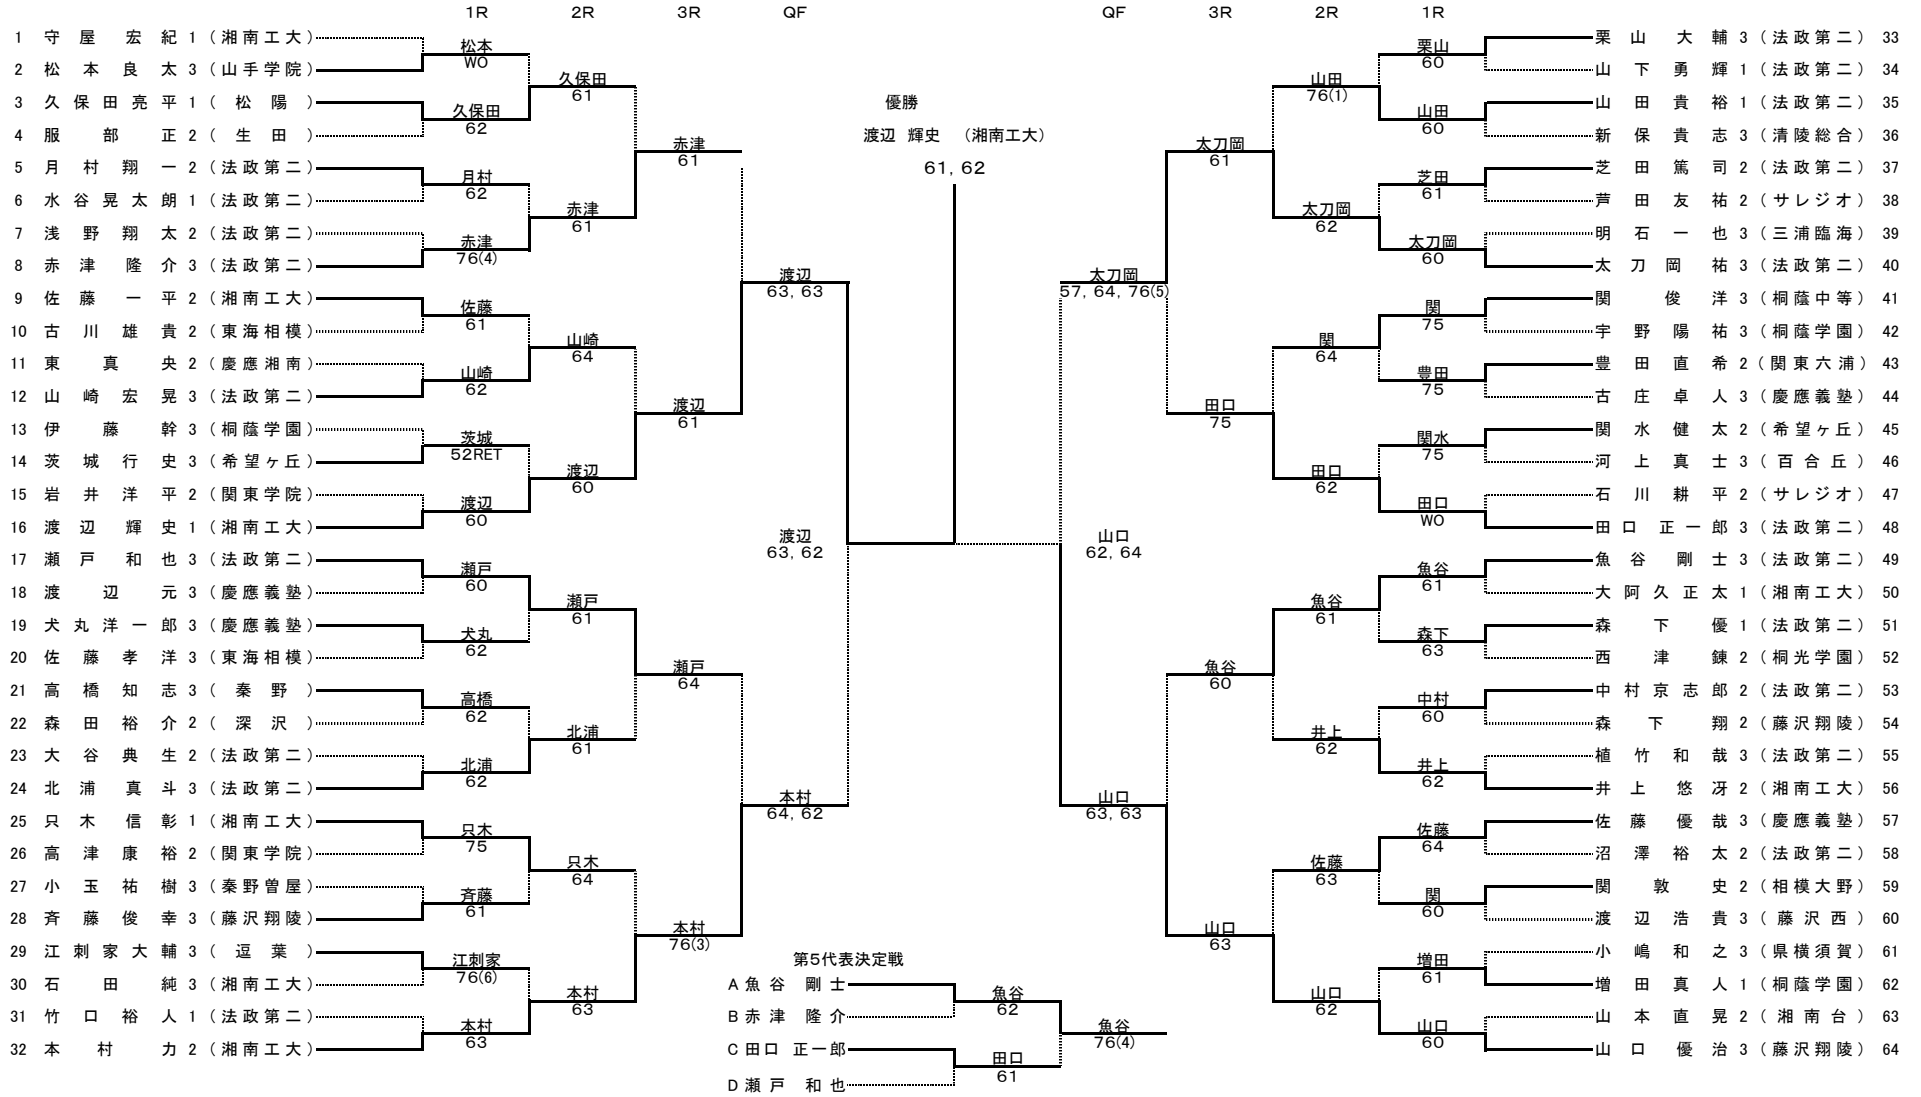 1R 2R 3R QF QF 3R 2R 1R
1 守屋宏紀 1 (湘南工大)
2 松本良太 3 (山手学院)
3 久保田亮平 1 (松陽)
4 服部正 2 (生田)
5 月村翔一 2 (法政第二)
6 水谷晃太朗 1 (法政第二)
7 浅野翔太 2 (法政第二)
8 赤津隆介 3 (法政第二)
9 佐藤一平 2 (湘南工大)
10 古川雄貴 2 (東海相模)
11 東真央 2 (慶應湘南)
12 山崎宏晃 3 (法政第二)
13 伊藤幹 3 (桐蔭学園)
14 茨城行史 3 (希望ヶ丘)
15 岩井洋平 2 (関東学院)
16 渡辺輝史 1 (湘南工大)
17 瀬戸和也 3 (法政第二)
18 渡辺元 3 (慶應義塾)
19 犬丸洋一郎 3 (慶應義塾)
20 佐藤孝洋 3 (東海相模)
21 高橋知志 3 (秦野)
22 森田裕介 2 (深沢)
23 大谷典生 2 (法政第二)
24 北浦真斗 3 (法政第二)
25 只木信彰 1 (湘南工大)
26 高津康裕 2 (関東学院)
27 小玉祐樹 3 (秦野曽屋)
28 斉藤俊幸 3 (藤沢翔陵)
29 江刺家大輔 3 (逗葉)
30 石田純 3 (湘南工大)
31 竹口裕人 1 (法政第二)
32 本村力 2 (湘南工大)
松本
WO
久保田
62
月村
62
赤津
76(4)
佐藤
61
山崎
62
茨城
52RET
渡辺
60
瀬戸
60
犬丸
62
高橋
62
北浦
62
只木
75
斉藤
61
江刺家
76(6)
本村
63
久保田
61
赤津
61
山崎
64
渡辺
60
瀬戸
61
北浦
61
只木
64
本村
63
赤津
61
渡辺
61
瀬戸
64
本村
76(3)
渡辺
63, 63
本村
64, 62
渡辺
63, 62
優勝
渡辺 輝史 (湘南工大)
61, 62
山口
62, 64
太刀岡
57, 64, 76(5)
山口
63, 63
太刀岡
61
田口
75
魚谷
60
山口
63
山田
76(1)
太刀岡
62
関
64
田口
62
魚谷
61
井上
62
佐藤
63
山口
62
栗山
60
山田
60
芝田
61
太刀岡
60
関
75
豊田
75
関水
75
田口
WO
魚谷
61
森下
63
中村
60
井上
62
佐藤
64
関
60
増田
61
山口
60
栗山大輔 3 (法政第二) 33
山下勇輝 1 (法政第二) 34
山田貴裕 1 (法政第二) 35
新保貴志 3 (清陵総合) 36
芝田篤司 2 (法政第二) 37
芦田友祐 2 (サレジオ) 38
明石一也 3 (三浦臨海) 39
太刀岡祐 3 (法政第二) 40
関俊洋 3 (桐蔭中等) 41
宇野陽祐 3 (桐蔭学園) 42
豊田直希 2 (関東六浦) 43
古庄卓人 3 (慶應義塾) 44
関水健太 2 (希望ヶ丘) 45
河上真士 3 (百合丘) 46
石川耕平 2 (サレジオ) 47
田口正一郎 3 (法政第二) 48
魚谷剛士 3 (法政第二) 49
大阿久正太 1 (湘南工大) 50
森下優 1 (法政第二) 51
西津錬 2 (桐光学園) 52
中村京志郎 2 (法政第二) 53
森下翔 2 (藤沢翔陵) 54
植竹和哉 3 (法政第二) 55
井上悠冴 2 (湘南工大) 56
佐藤優哉 3 (慶應義塾) 57
沼澤裕太 2 (法政第二) 58
関敦史 2 (相模大野) 59
渡辺浩貴 3 (藤沢西) 60
小嶋和之 3 (県横須賀) 61
増田真人 1 (桐蔭学園) 62
山本直晃 2 (湘南台) 63
山口優治 3 (藤沢翔陵) 64
第5代表決定戦
A 魚谷 剛士
B 赤津 隆介
C 田口 正一郎
D 瀬戸 和也
魚谷
62
田口
61
魚谷
76(4)